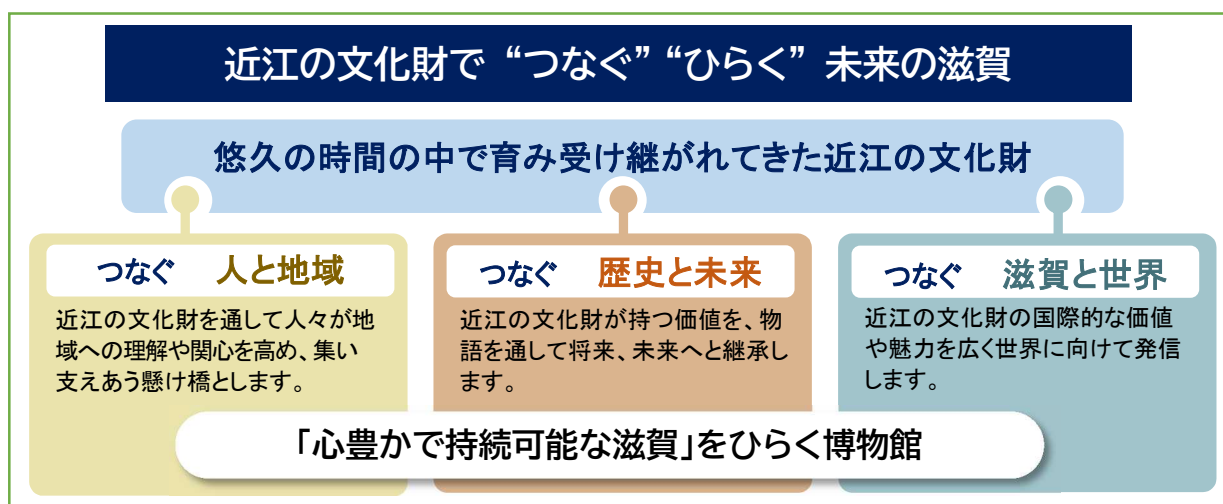 近江の文化財で “つなぐ” “ひらく” 未来の滋賀
悠久の時間の中で育み受け継がれてきた近江の文化財
つなぐ 人と地域
近江の文化財を通して人々が地
域への理解や関心を高め、集い
支えあう懸け橋とします。
つなぐ 歴史と未来
近江の文化財が持つ価値を、物
語を通して将来、未来へと継承し
ます。
つなぐ 滋賀と世界
近江の文化財の国際的な価値
や魅力を広く世界に向けて発信
します。
「心豊かで持続可能な滋賀」をひらく博物館